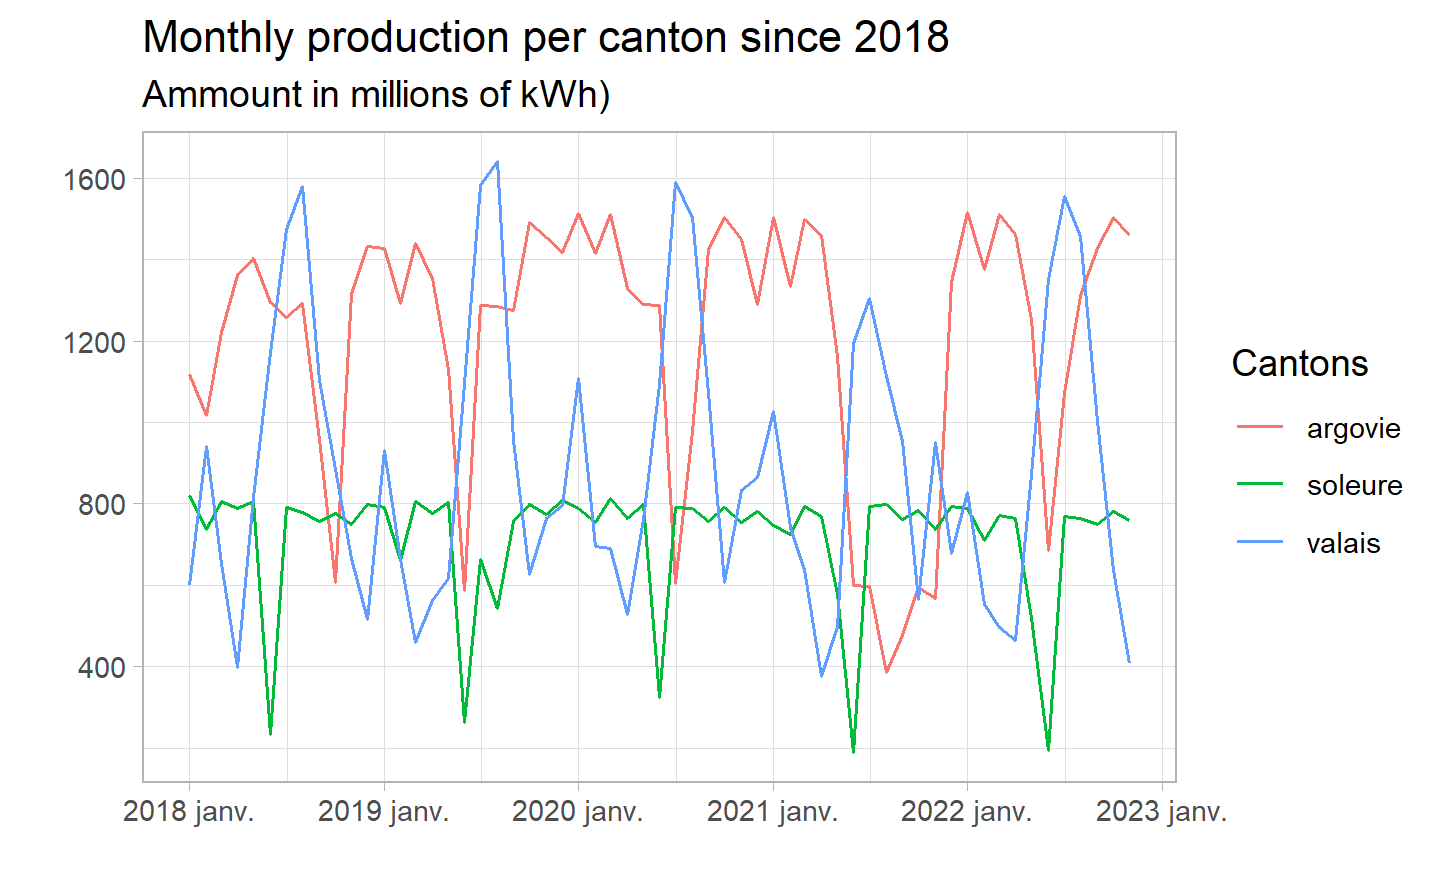 Monthly production per canton since 2018
Ammount in millions of kWh)
1600
1200
800
400
2018 janv.
2019 janv.
2020 janv.
2021 janv.
2022 janv.
2023 janv.
Cantons
argovie
soleure
valais